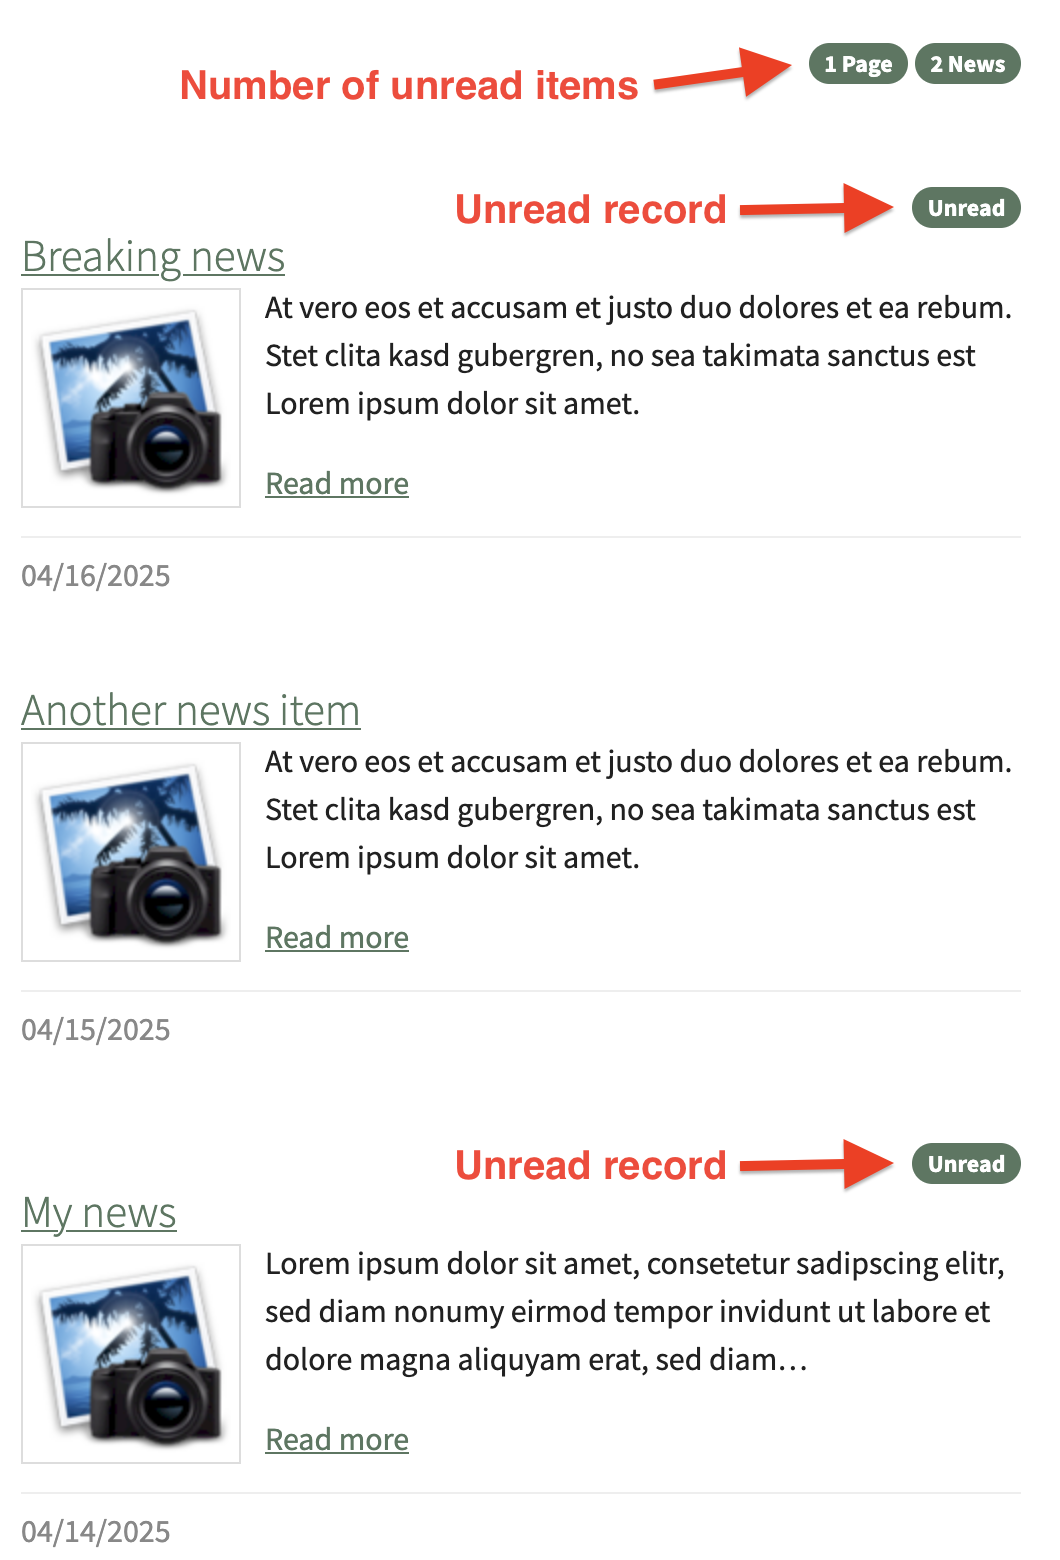 Number of unread items 1 Page 2 News
Unread record Unread
Breaking news
At vero eos et accusam et justo duo dolores et ea rebum.
Stet clita kasd gubergren, no sea takimata sanctus est
Lorem ipsum dolor sit amet.
Read more
04/16/2025
Another news item
At vero eos et accusam et justo duo dolores et ea rebum.
Stet clita kasd gubergren, no sea takimata sanctus est
Lorem ipsum dolor sit amet.
Read more
04/15/2025
Unread record Unread
My news
Lorem ipsum dolor sit amet, consetetur sadipscing elitr,
sed diam nonumy eirmod tempor invidunt ut labore et
dolore magna aliquyam erat, sed diam…
Read more
04/14/2025